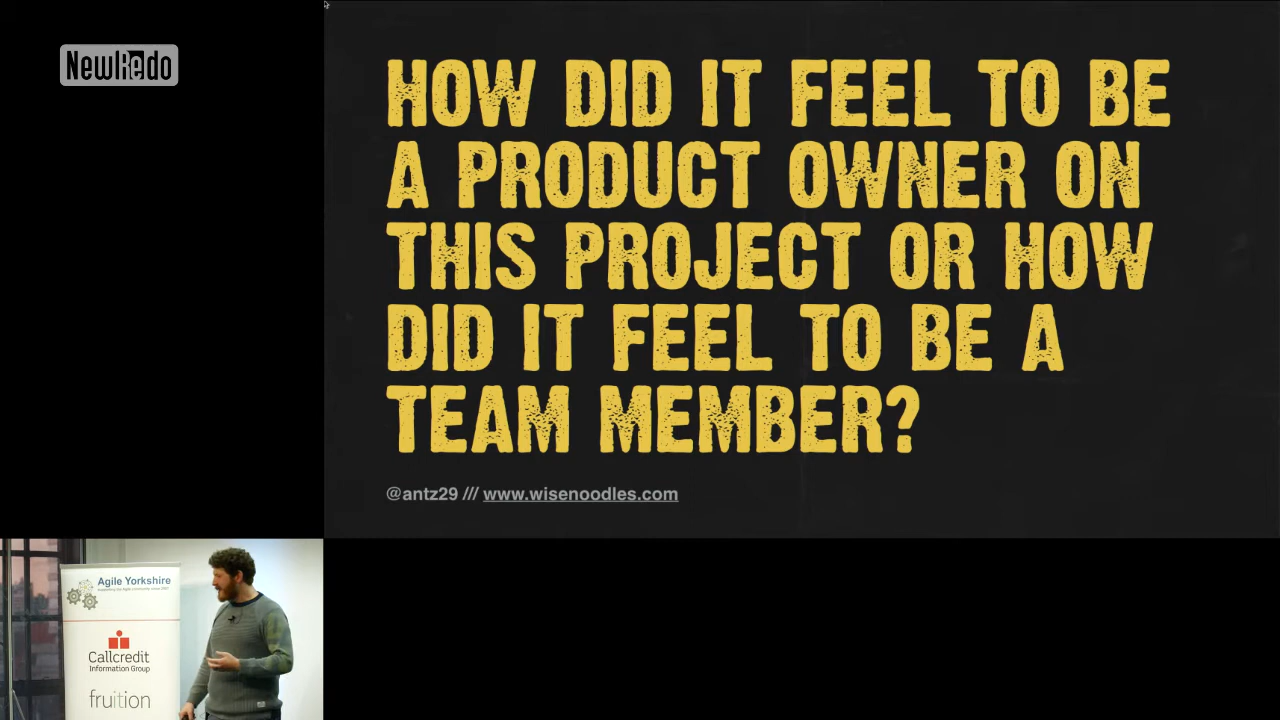 NewRedo
HOW DID IT FEEL TO BE
A PRODUCT OWNER ON
THIS PROJECT OR HOW
DID IT FEEL TO BE A
TEAM MEMBER?
@antz29 /// www.wisenoodles.com
Agile Yorkshire
Callcredit
Information Group
fruition